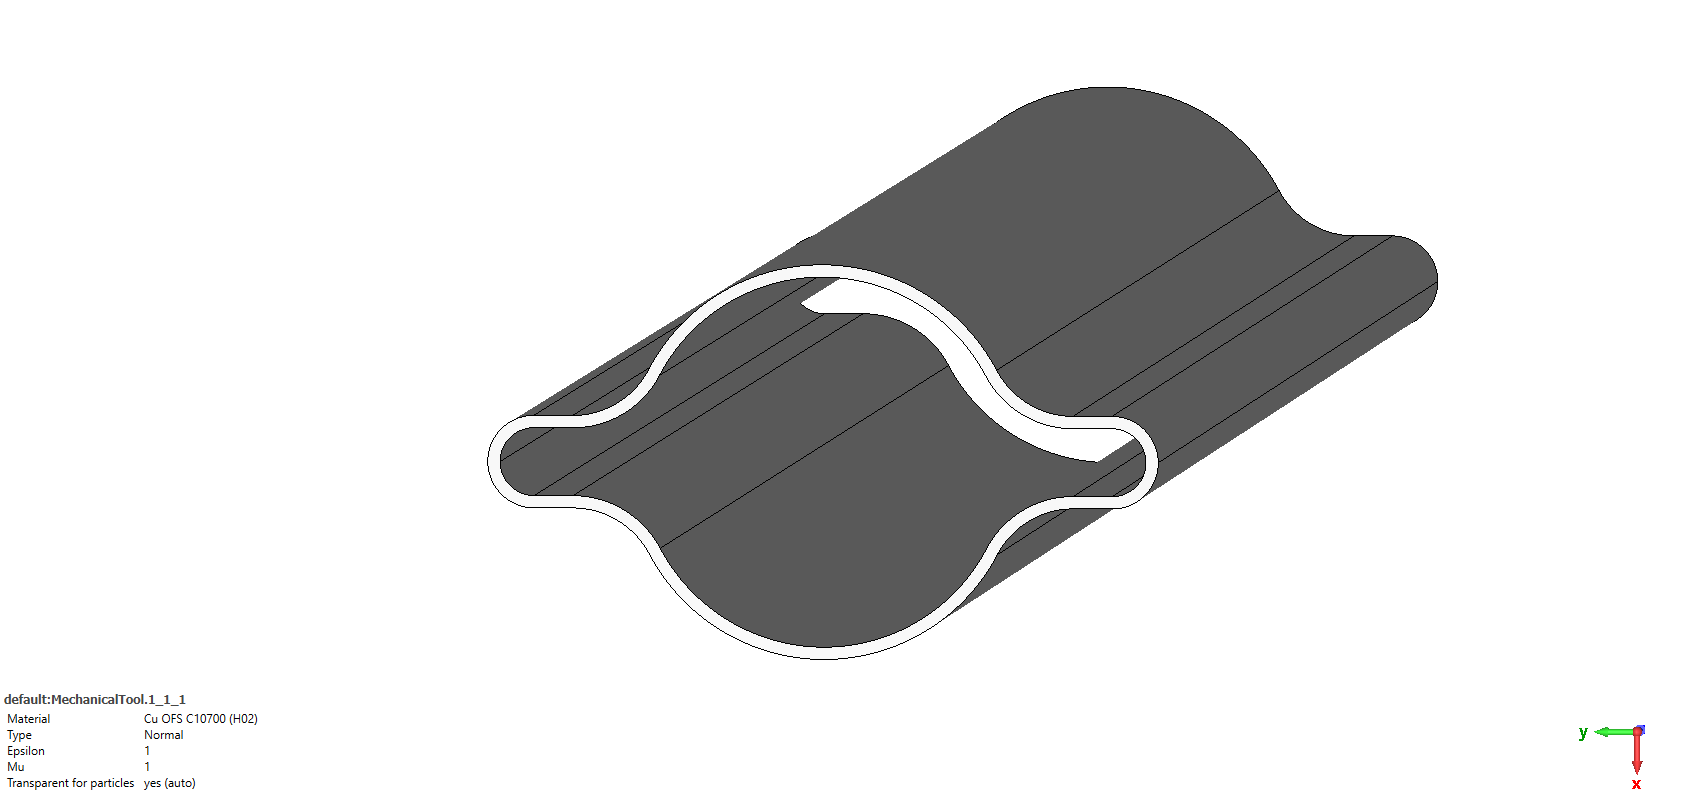 default:MechanicalTool.1_1_1
Material Cu OFS C10700 (H02)
Type Normal
Epsilon 1
Mu 1
Transparent for particles yes (auto)
y
x